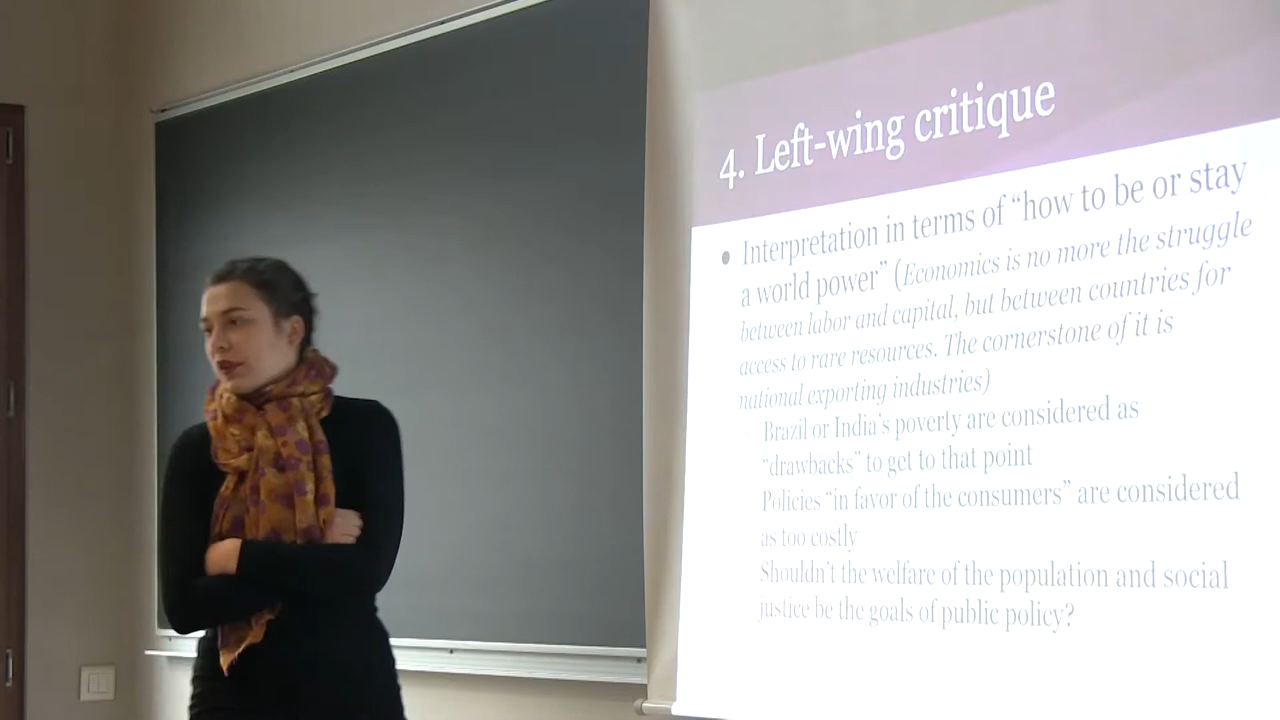 4. Left-wing critique
Interpretation in terms of “how to be or stay
a world power” (Economics is no more the struggle
between labor and capital, but between countries for
access to rare resources. The cornerstone of it is
national exporting industries)
Brazil or India’s poverty are considered as
“drawbacks” to get to that point
Policies “in favor of the consumers” are considered
as too costly
Shouldn’t the welfare of the population and social
justice be the goals of public policy?